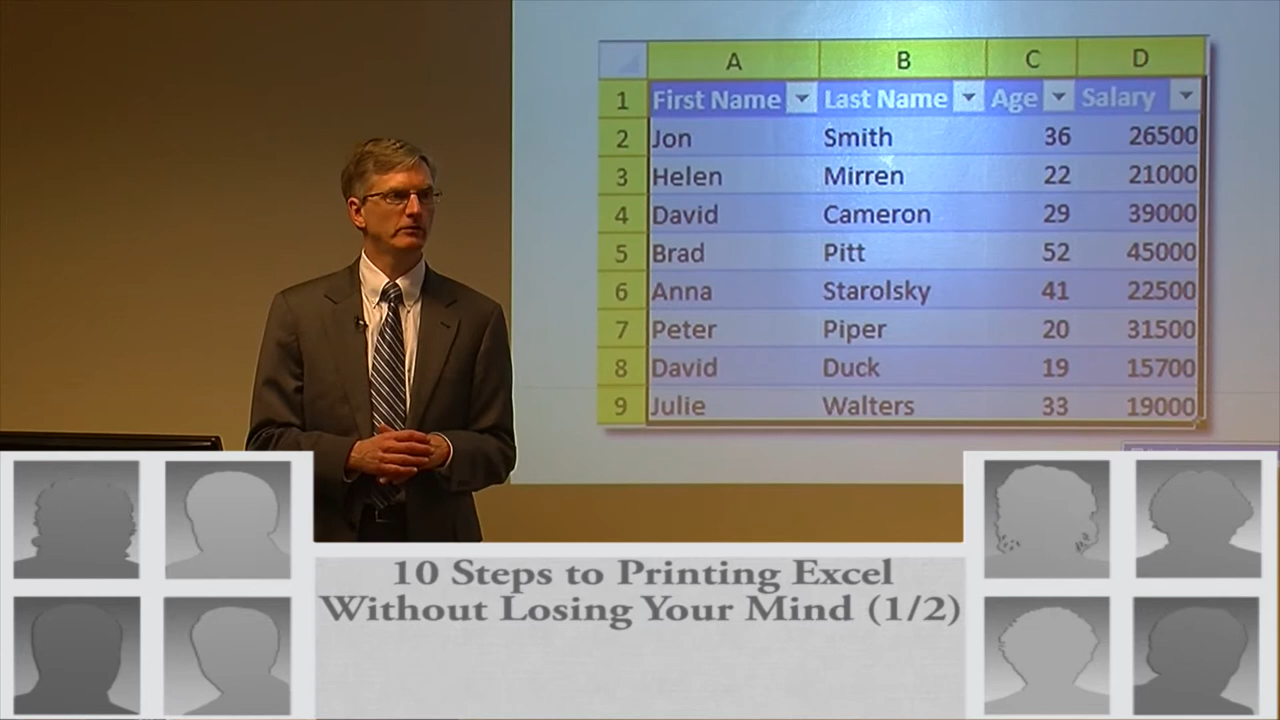 A B C D
1 First Name Last Name Age Salary
2 Jon Smith 36 26500
3 Helen Mirren 22 21000
4 David Cameron 29 39000
5 Brad Pitt 52 45000
6 Anna Starolsky 41 22500
7 Peter Piper 20 31500
8 David Duck 19 15700
9 Julie Walters 33 19000
10 Steps to Printing Excel
Without Losing Your Mind (1/2)